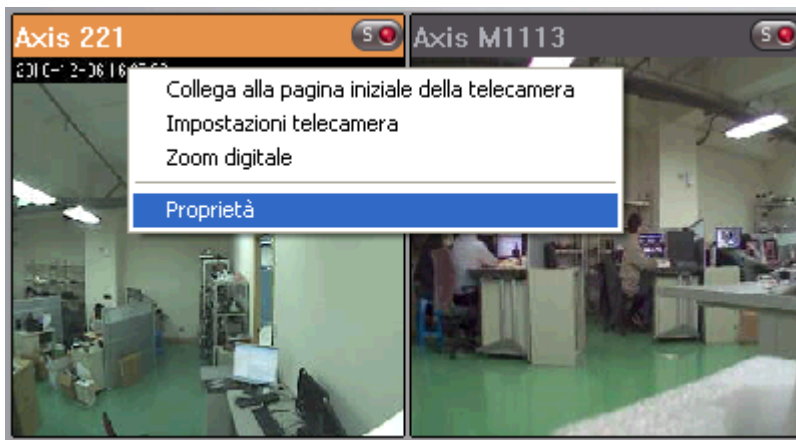 Axis 221
S
Axis M1113
S
Collega alla pagina iniziale della telecamera
Impostazioni telecamera
Zoom digitale
Proprietà